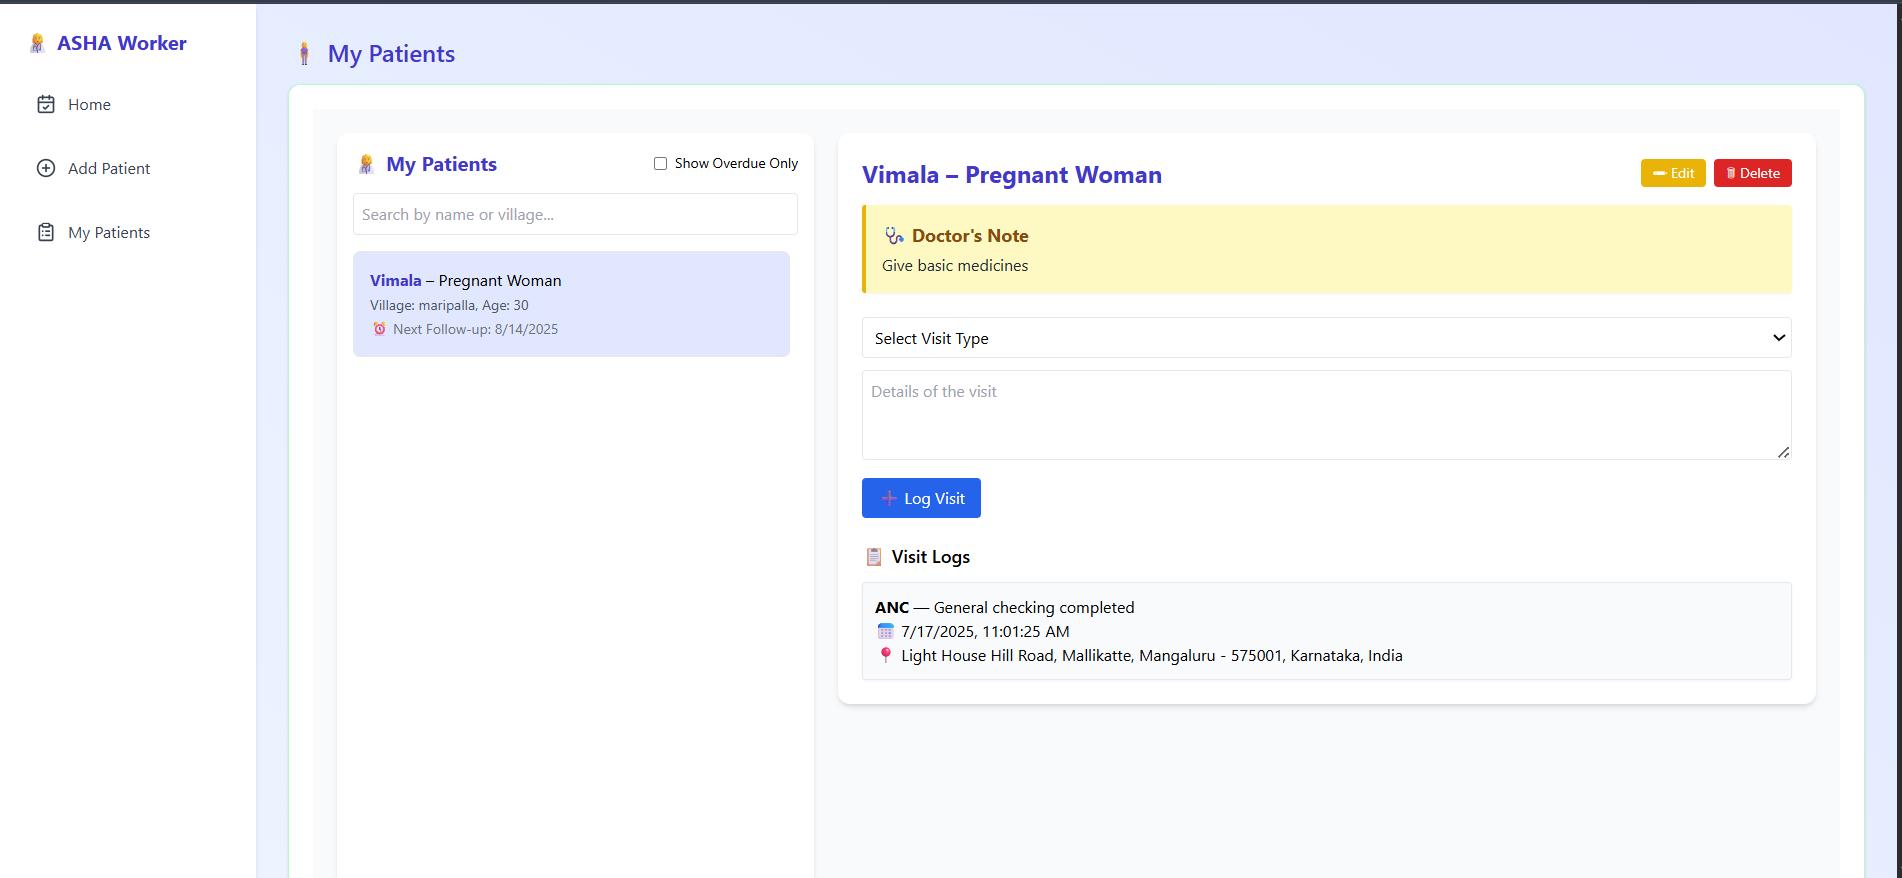 ASHA Worker
Home
Add Patient
My Patients
My Patients
My Patients
Show Overdue Only
Search by name or village...
Vimala – Pregnant Woman
Village: maripalla, Age: 30
Next Follow-up: 8/14/2025
Vimala – Pregnant Woman
Edit
Delete
Doctor's Note
Give basic medicines
Select Visit Type
Details of the visit
Log Visit
Visit Logs
ANC — General checking completed
7/17/2025, 11:01:25 AM
Light House Hill Road, Mallikatte, Mangaluru - 575001, Karnataka, India